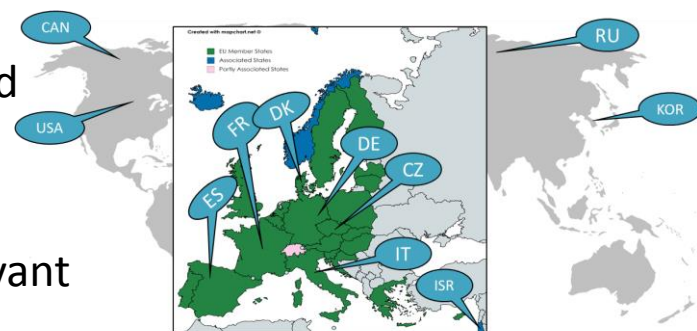 CAN
Created with mapchart.net ©
EU Member States
Associated States
Partly Associated States
RU
d
USA
FR
DK
KOR
DE
CZ
ES
IT
vant
ISR